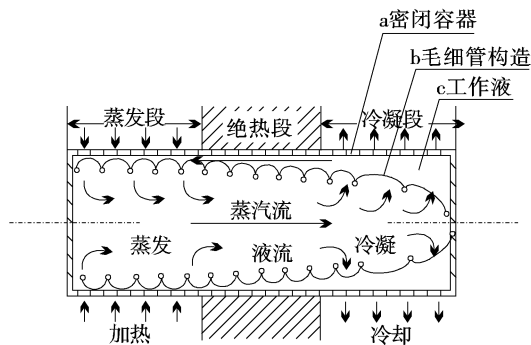 a密闭容器
b毛细管构造
c工作液
蒸发段
绝热段
冷凝段
蒸汽流
蒸发
液流
冷凝
加热
冷却